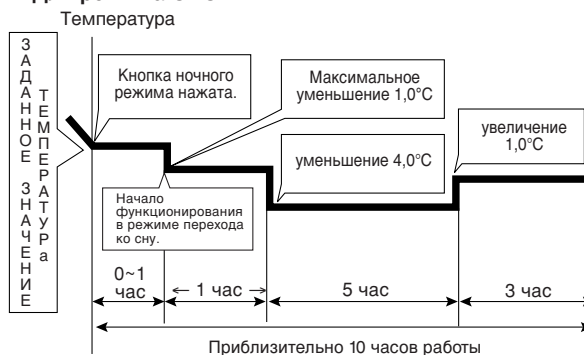 Температура
ЗАДАННОЕ ЗНАЧЕНИЕ
ТЕМПЕРАТУРа
Кнопка ночного
режима нажата.
Максимальное
уменьшение 1,0°C
увеличение
1,0°C
уменьшение 4,0°C
Начало
функционирования
в режиме перехода
ко сну.
0~1
час
← 1 час →
5 час
3 час
Приблизительно 10 часов работы